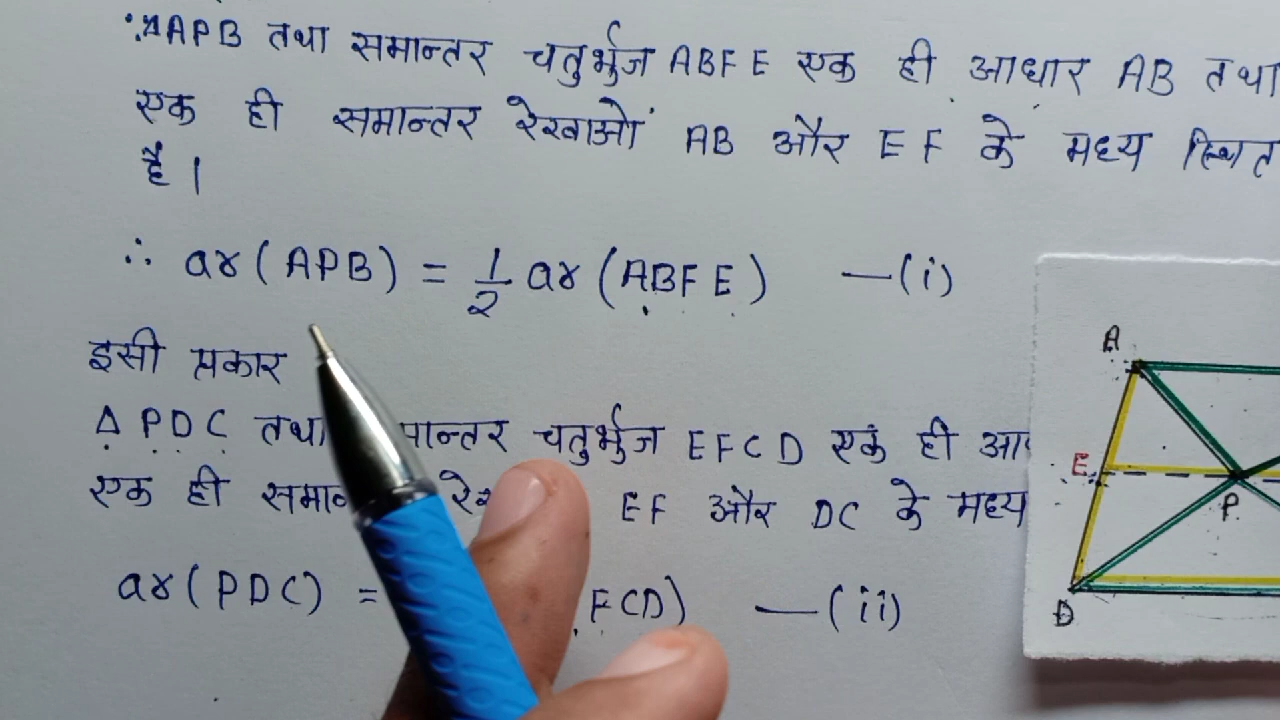 ∵ΔAPB तथा समान्तर चतुर्भुज ABFE एक ही आधार AB तथा
एक ही समान्तर रेखाओं AB और EF के मध्य स्थित
है।
∴ ar(APB) = 1/2 ar(ABFE) —(i)
इसी प्रकार
Δ PDC तथा चतुर्भुज EFCD एक ही
एक ही EF और DC के मध्य
ar(PDC) = FCD) —(ii)
A
E
P
D